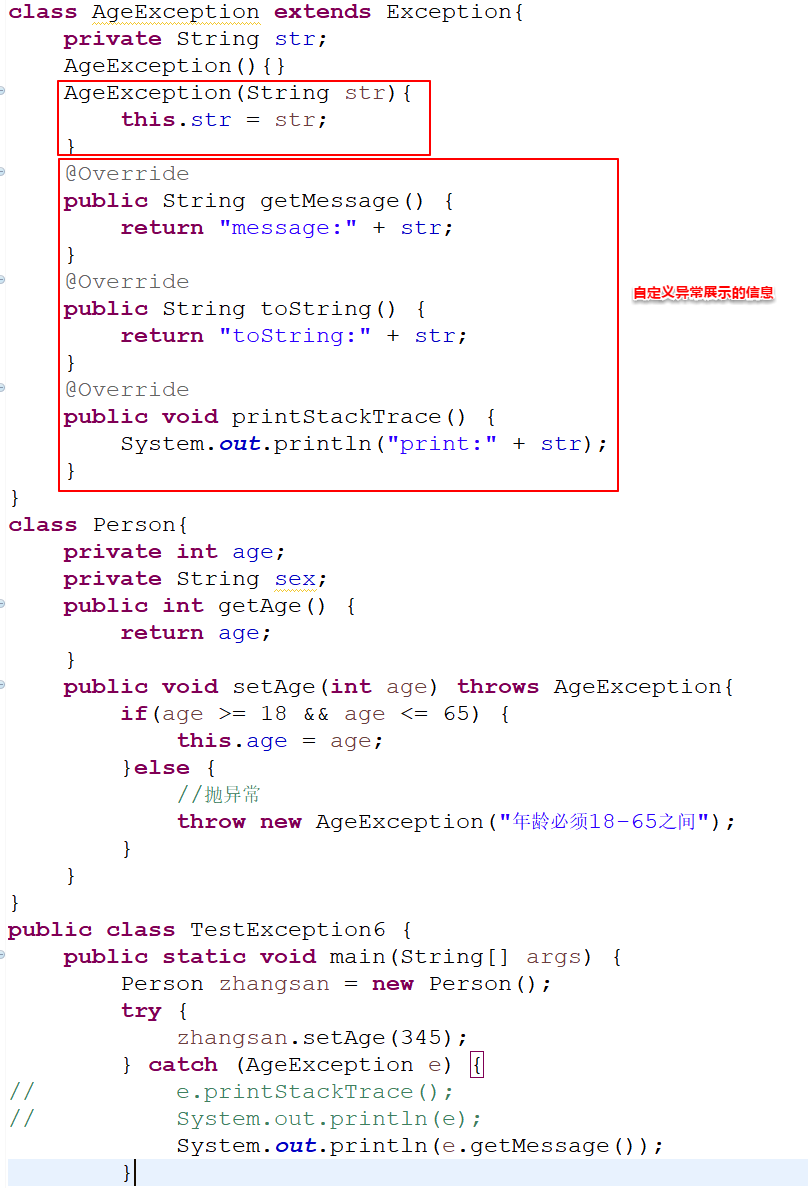 class AgeException extends Exception{
    private String str;
    AgeException(){}
    AgeException(String str){
        this.str = str;
    }
    @Override
    public String getMessage() {
        return "message:" + str;
    }
    @Override
    public String toString() {
        return "toString:" + str;
    }
    @Override
    public void printStackTrace() {
        System.out.println("print:" + str);
    }
}
自定义异常展示的信息
class Person{
    private int age;
    private String sex;
    public int getAge() {
        return age;
    }
    public void setAge(int age) throws AgeException{
        if(age >= 18 && age <= 65) {
            this.age = age;
        }else {
            //抛异常
            throw new AgeException("年龄必须18-65之间");
        }
    }
}
public class TestException6 {
    public static void main(String[] args) {
        Person zhangsan = new Person();
        try {
            zhangsan.setAge(345);
        } catch (AgeException e) {
//          e.printStackTrace();
//          System.out.println(e);
            System.out.println(e.getMessage());
        }